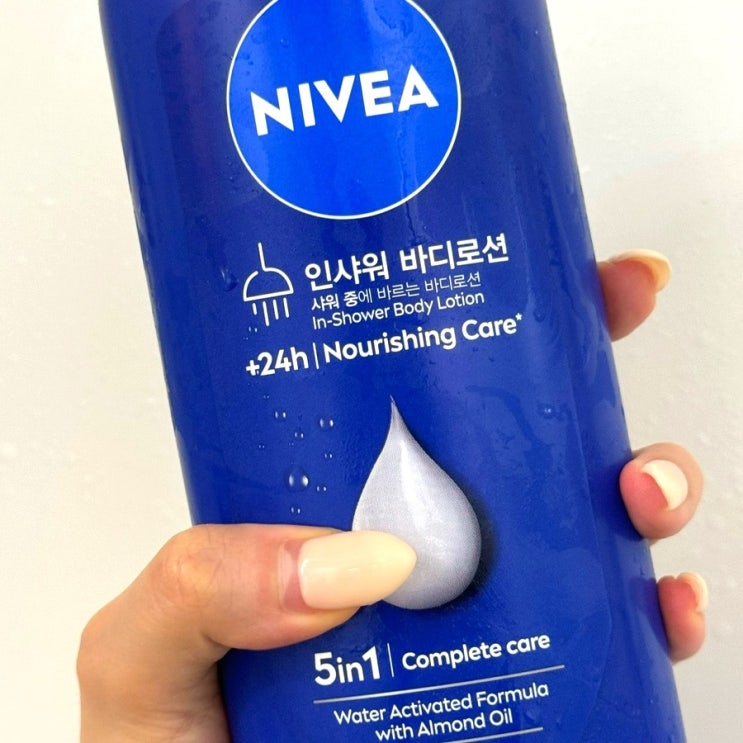 NIVEA
인샤워 바디로션
샤워 중에 바르는 바디로션
In-Shower Body Lotion
+24h | Nourishing Care*
5in1 | Complete care
Water Activated Formula
with Almond Oil